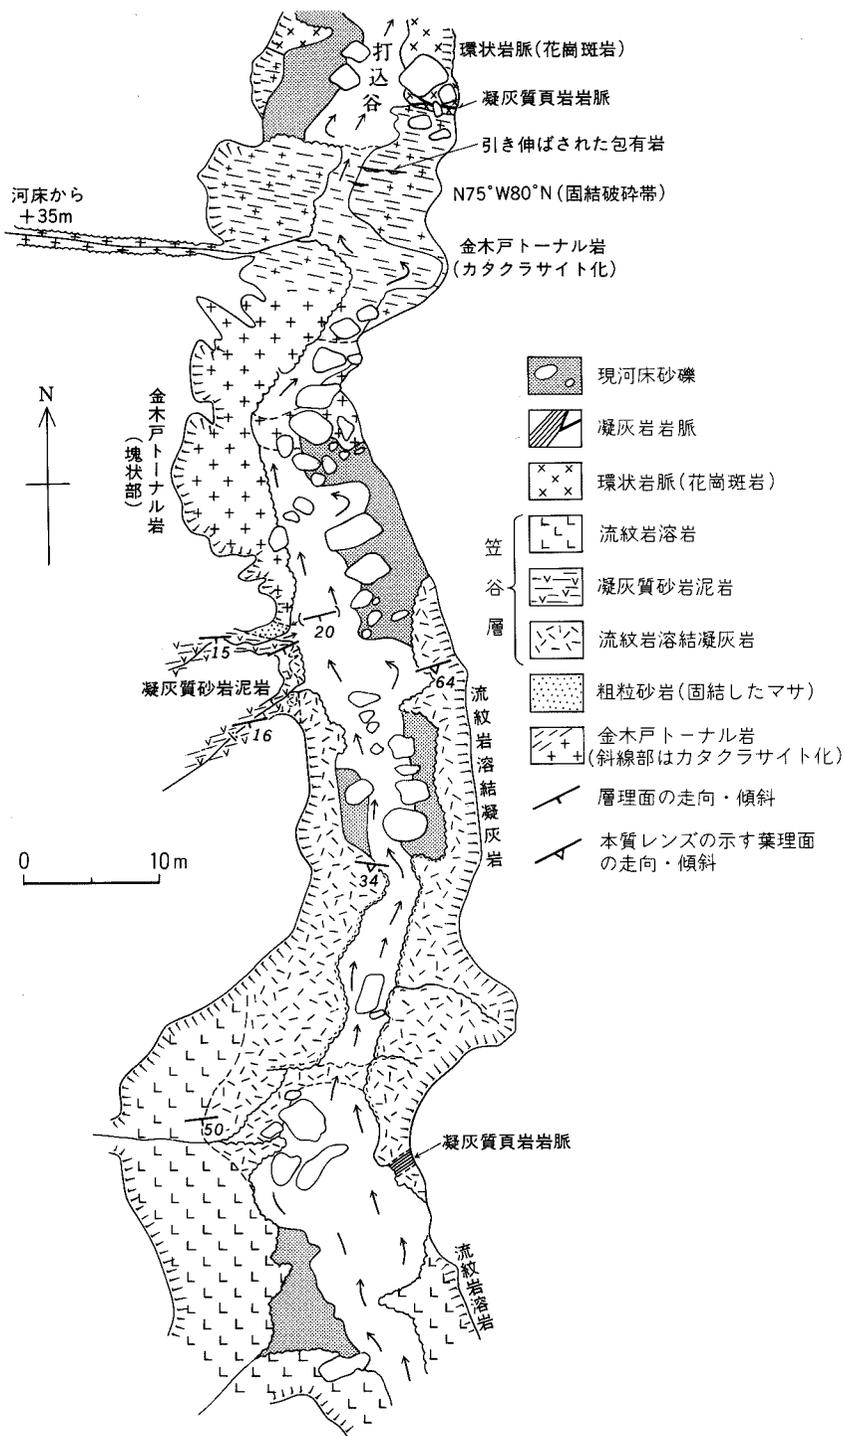 環状岩脈(花崗斑岩)
打込谷
凝灰質頁岩岩脈
引き伸ばされた包有岩
N75°W80°N(固結破砕帯)
河床から
+35m
金木戸トーナル岩
(カタクラサイト化)
N
金木戸トーナル岩
(塊状部)
現河床砂礫
凝灰岩岩脈
環状岩脈(花崗斑岩)
笠谷層
流紋岩溶岩
凝灰質砂岩泥岩
流紋岩溶結凝灰岩
粗粒砂岩(固結したマサ)
金木戸トーナル岩
(斜線部はカタクラサイト化)
層理面の走向・傾斜
本質レンズの示す葉理面
の走向・傾斜
20
15
凝灰質砂岩泥岩
16
64
流紋岩溶結凝灰岩
0 10m
34
50
凝灰質頁岩岩脈
流紋岩溶岩